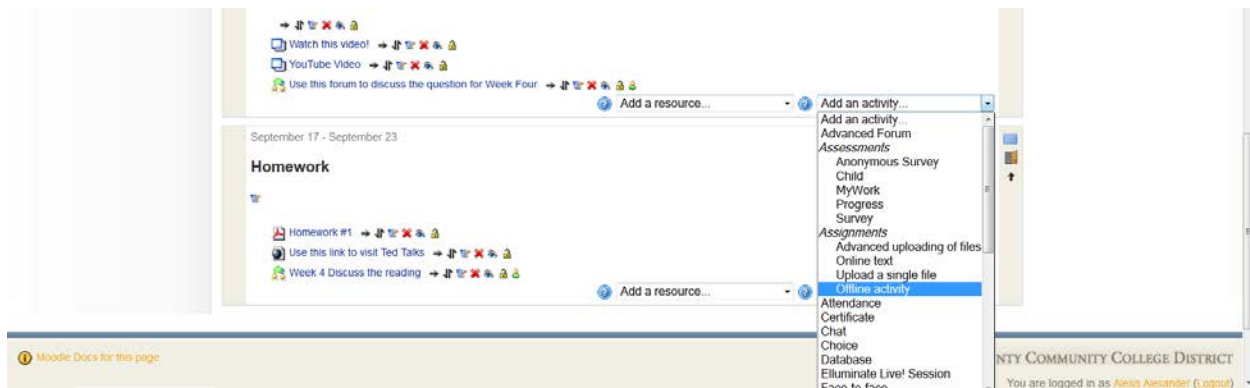 Watch this video!
YouTube Video
Use this forum to discuss the question for Week Four
Add a resource... Add an activity...
Add an activity...
Advanced Forum
Assessments
Anonymous Survey
Child
MyWork
Progress
Survey
Assignments
Advanced uploading of files
Online text
Upload a single file
Offline activity
Attendance
Certificate
Chat
Choice
Database
Elluminate Live! Session
Face-to-face
September 17 - September 23
Homework
Homework #1
Use this link to visit Ted Talks
Week 4 Discuss the reading
Add a resource...
Moodle Docs for this page
NTY COMMUNITY COLLEGE DISTRICT
You are logged in as Alexis Alexander (Logout)